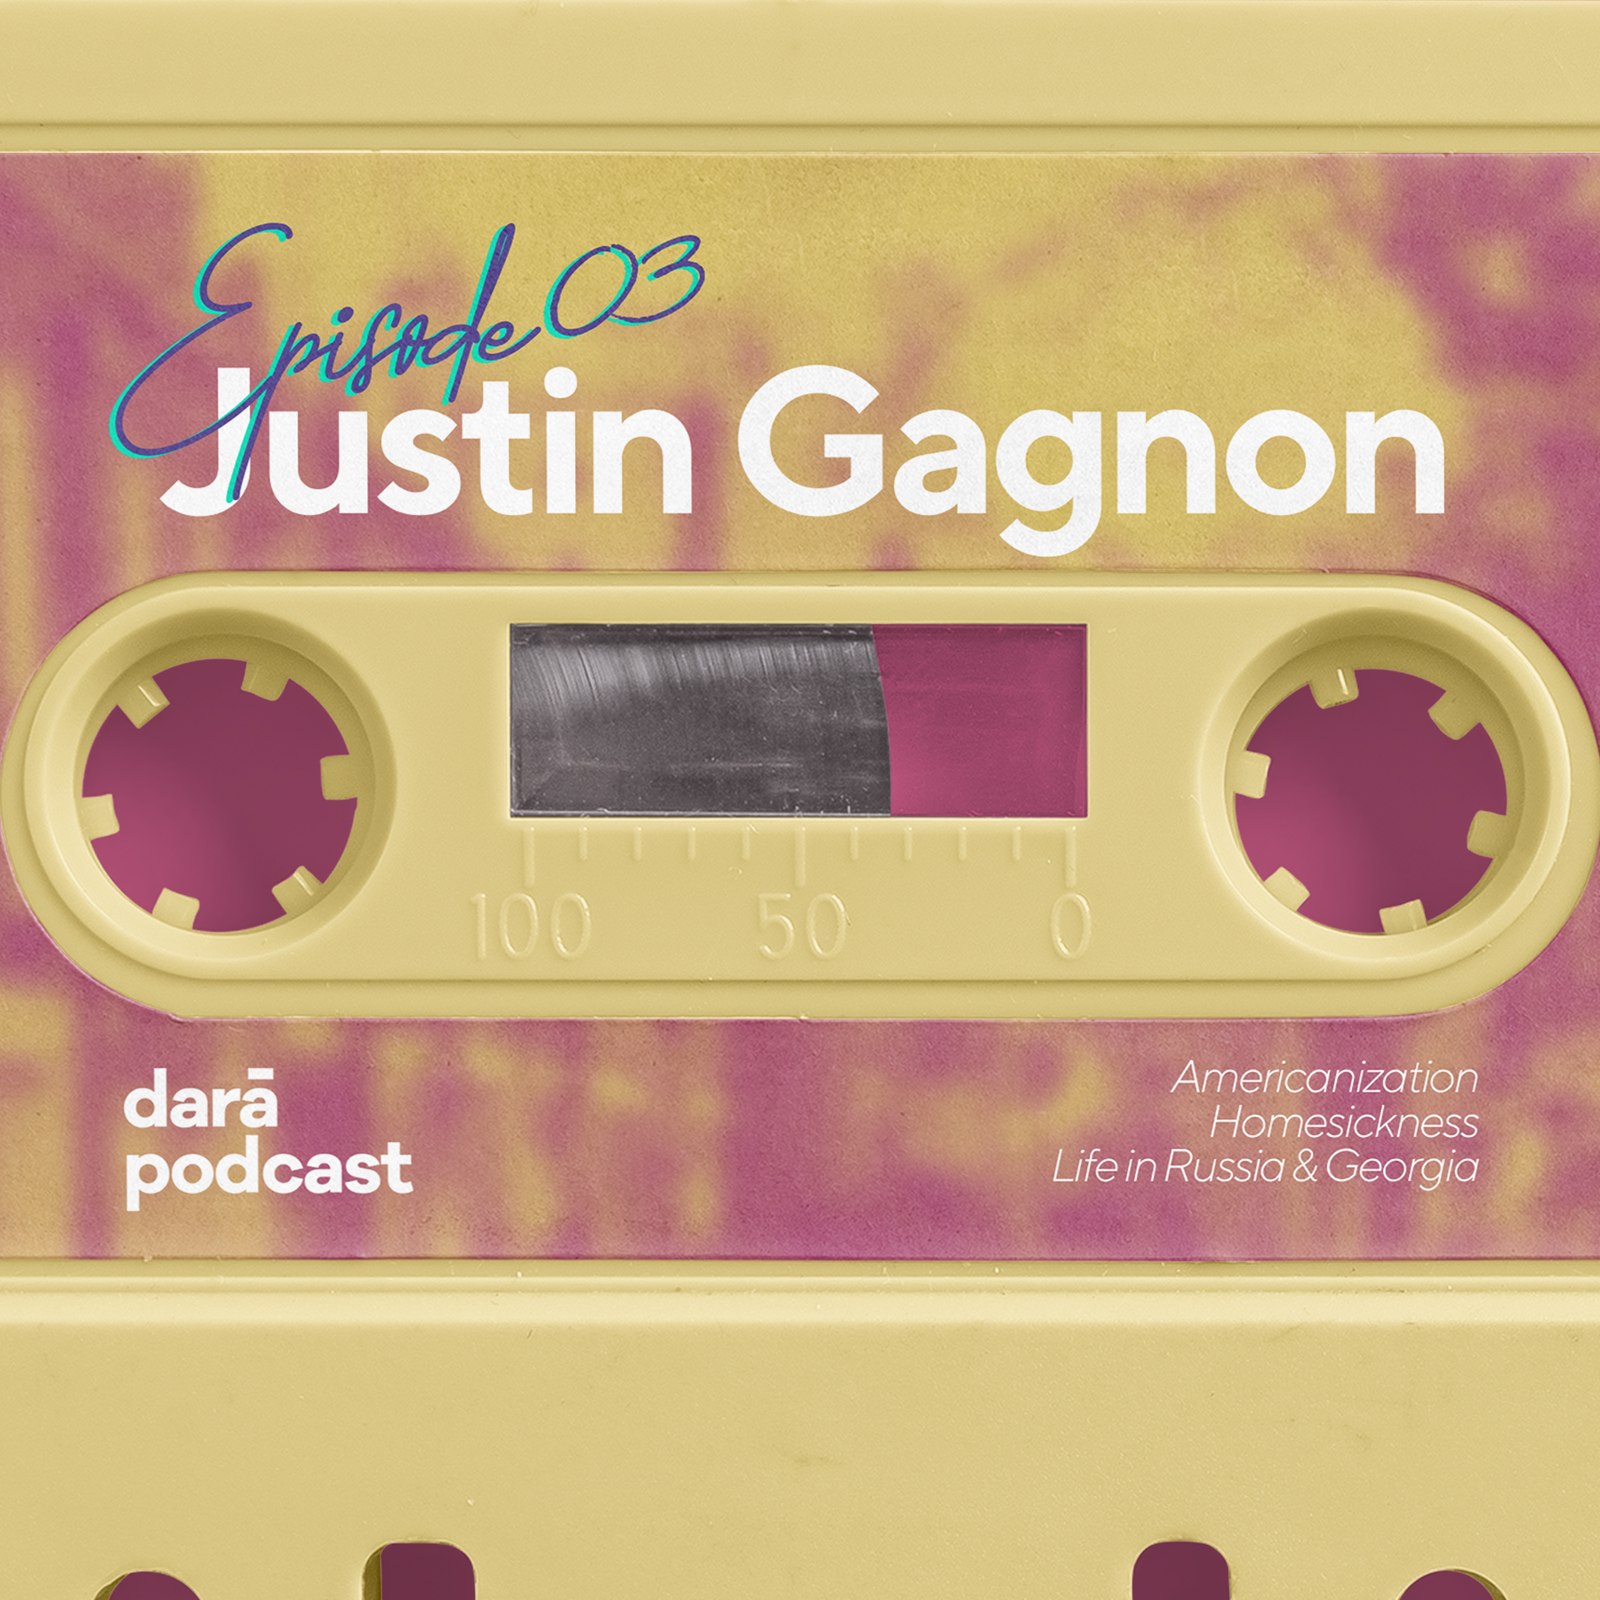 Episode 03
Justin Gagnon
100 50 0
darā
podcast
Americanization
Homesickness
Life in Russia & Georgia